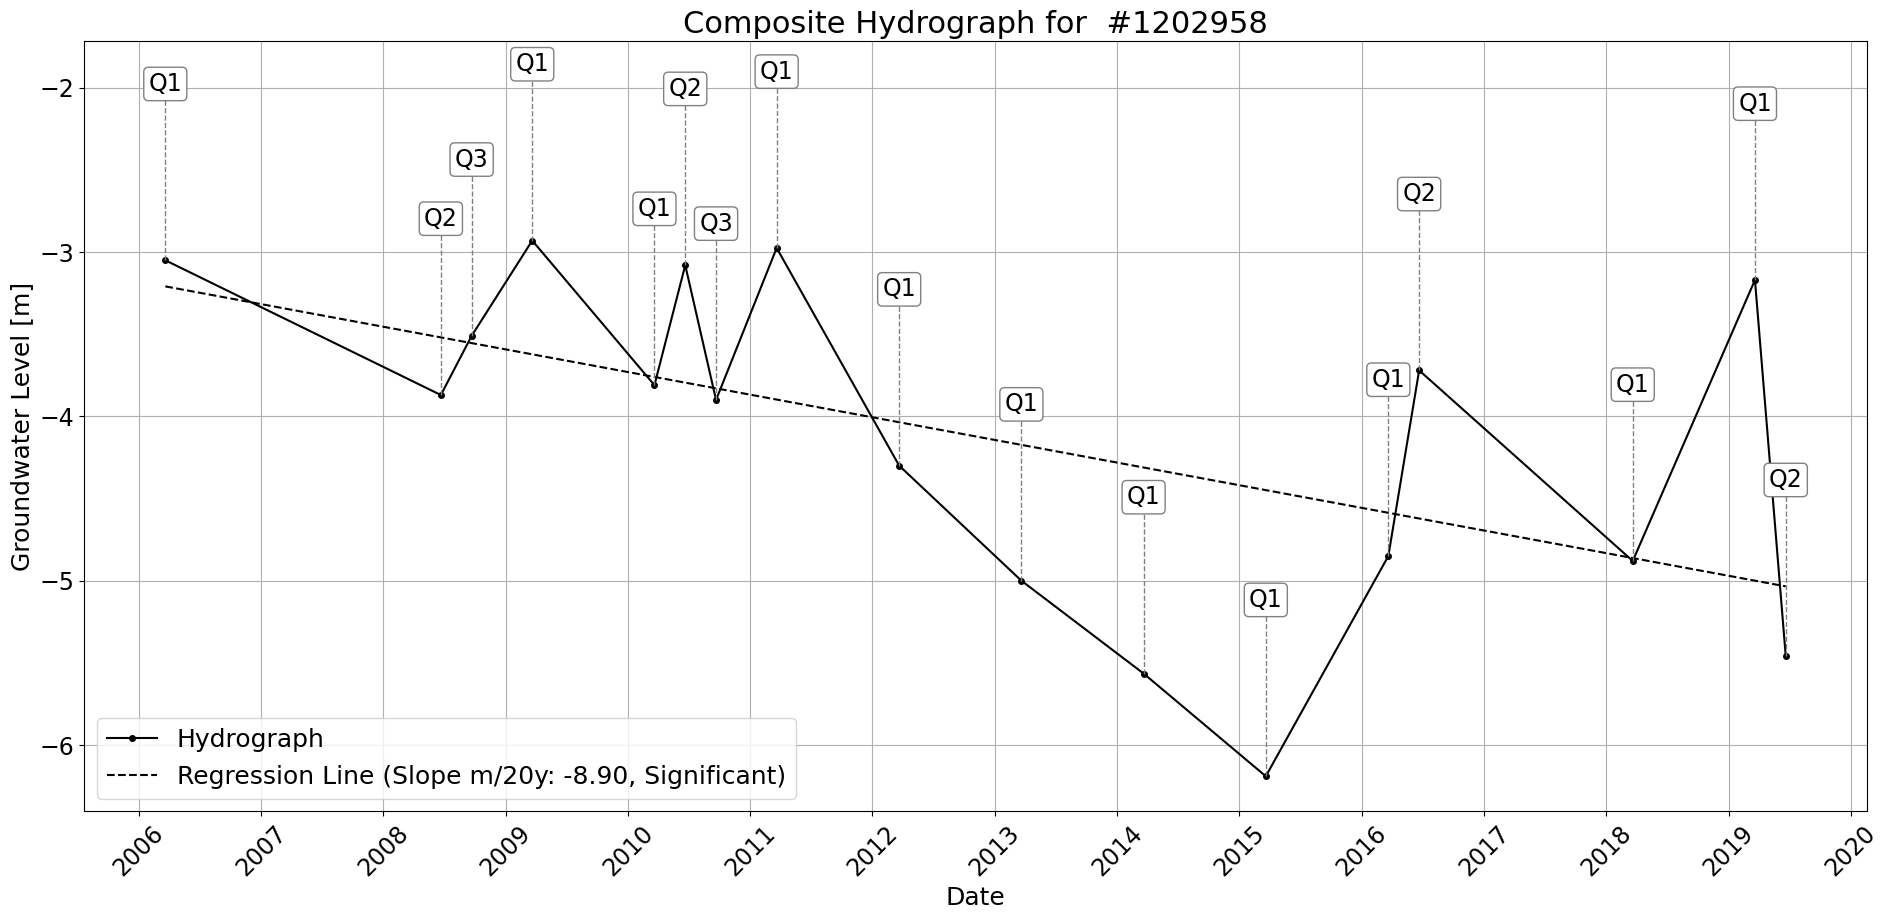 Composite Hydrograph for  #1202958
Groundwater Level [m]
−2
−3
−4
−5
−6
Q1
Q2
Q3
Q1
Q1
Q2
Q3
Q1
Q1
Q1
Q1
Q1
Q1
Q2
Q1
Q1
Q2
Hydrograph
Regression Line (Slope m/20y: -8.90, Significant)
2006
2007
2008
2009
2010
2011
2012
2013
2014
2015
2016
2017
2018
2019
2020
Date